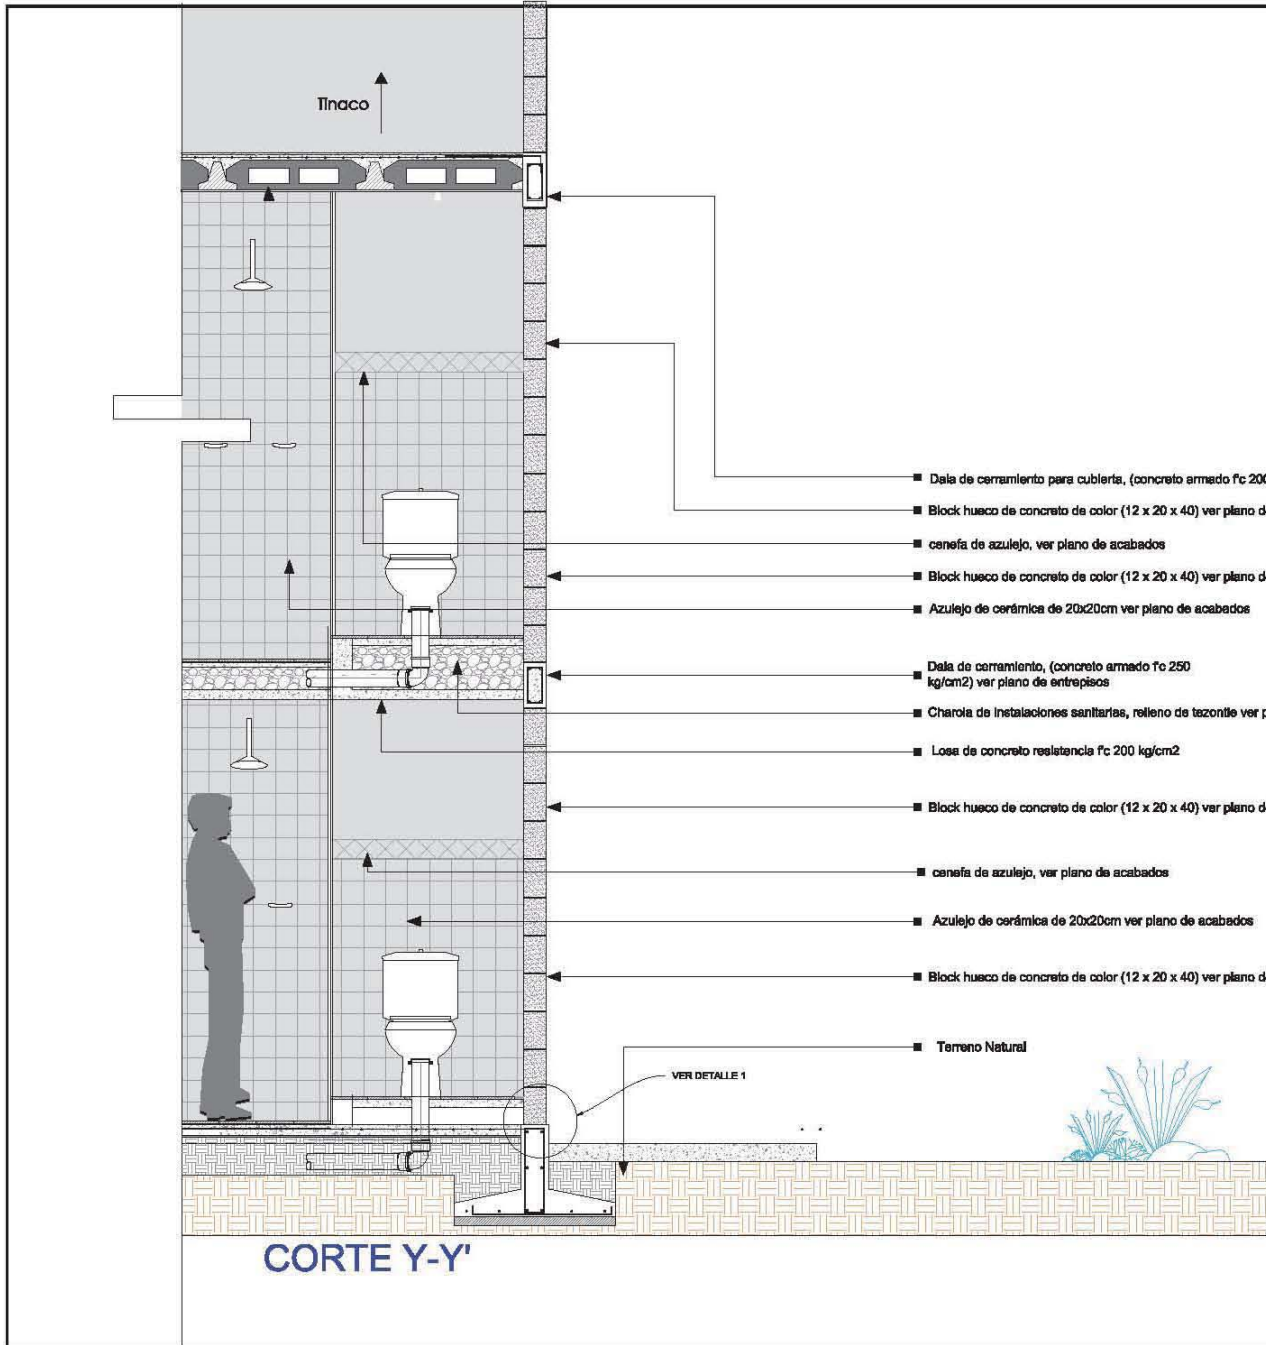 Tinaco
Dala de cerramiento para cubierta, (concreto armado f'c 200
Block hueco de concreto de color (12 x 20 x 40) ver plano d
cenefa de azulejo, ver plano de acabados
Block hueco de concreto de color (12 x 20 x 40) ver plano d
Azulejo de cerámica de 20x20cm ver plano de acabados
Dala de cerramiento, (concreto armado f'c 250
kg/cm2) ver plano de entrepisos
Charola de instalaciones sanitarias, relleno de tezontle ver p
Losa de concreto resistencia f'c 200 kg/cm2
Block hueco de concreto de color (12 x 20 x 40) ver plano d
cenefa de azulejo, ver plano de acabados
Azulejo de cerámica de 20x20cm ver plano de acabados
Block hueco de concreto de color (12 x 20 x 40) ver plano d
Terreno Natural
VER DETALLE 1
CORTE Y-Y'